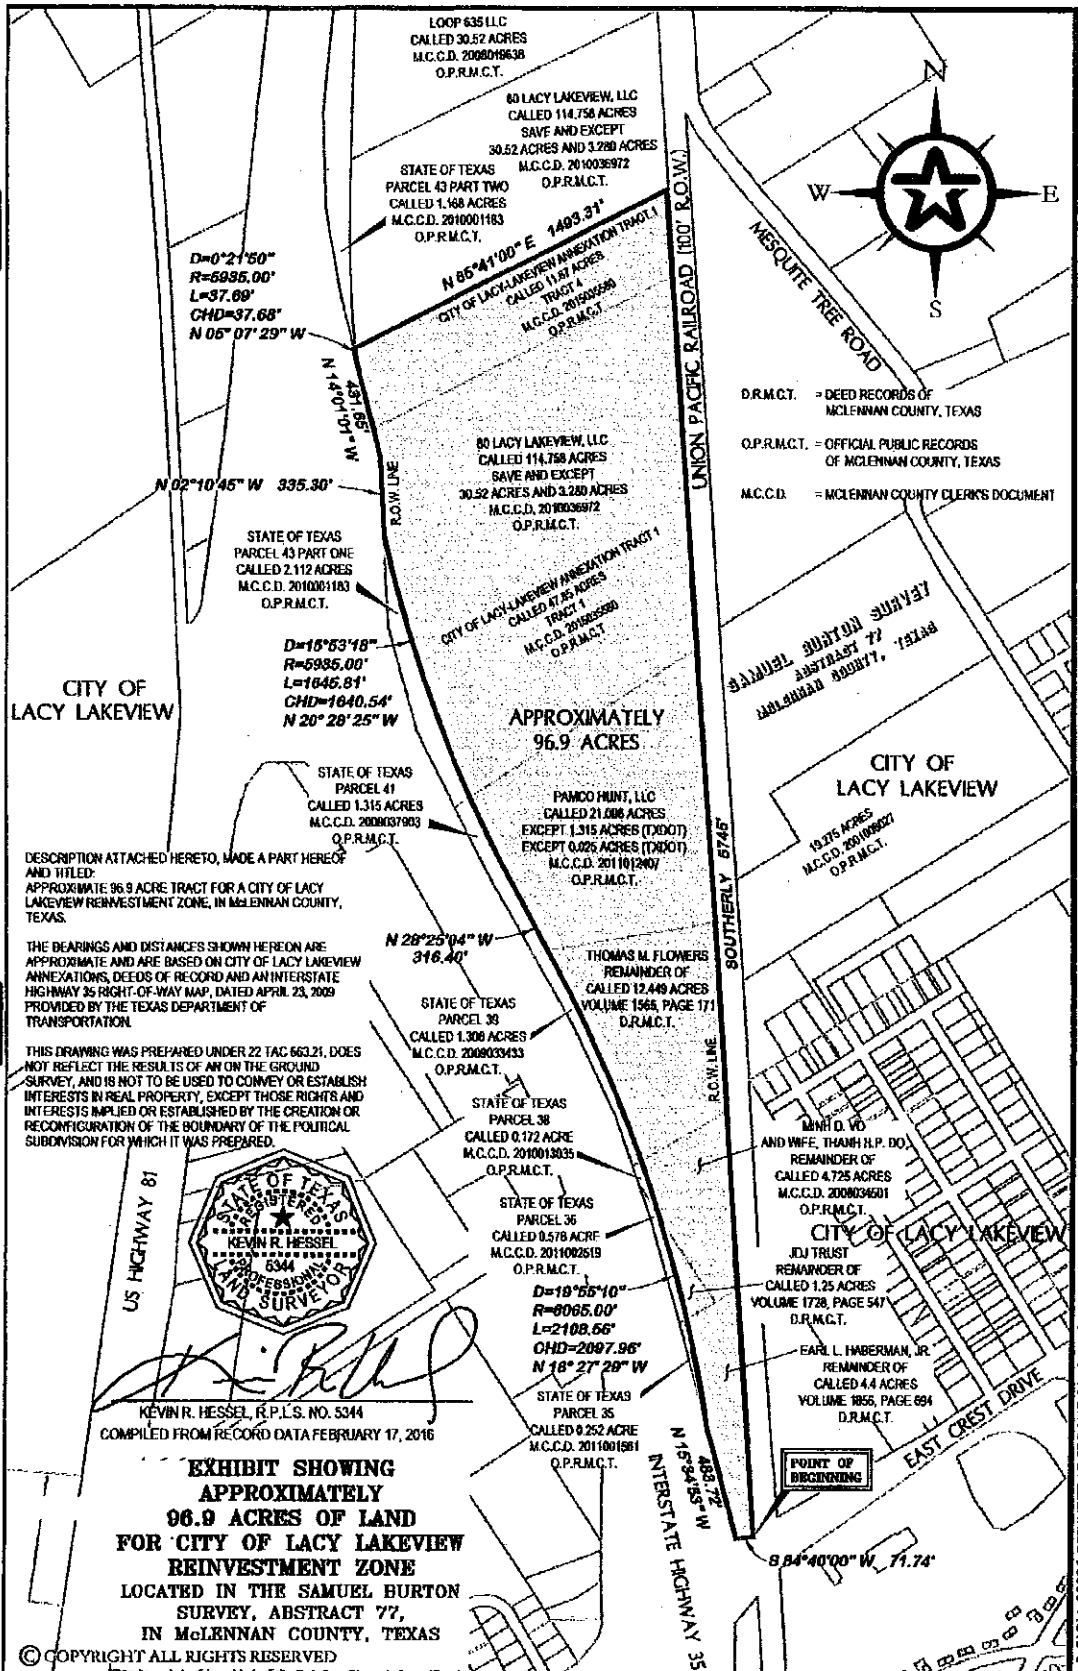 LOOP 635 LLC
CALLED 30.52 ACRES
M.C.C.D. 2008019638
O.P.R.M.C.T.
80 LACY LAKEVIEW, LLC
CALLED 114.758 ACRES
SAVE AND EXCEPT
30.52 ACRES AND 3.280 ACRES
M.C.C.D. 2010036972
O.P.R.M.C.T.
STATE OF TEXAS
PARCEL 43 PART TWO
CALLED 1.168 ACRES
M.C.C.D. 2010001183
O.P.R.M.C.T.
N
W
E
S
D=0°21'50"
R=5935.00'
L=37.69'
CHD=37.68'
N 05° 07' 29" W
N 65°41'00" E 1493.31'
CITY OF LACY-LAKEVIEW ANNEXATION TRACT 1
CALLED 11.67 ACRES
TRACT 4
M.C.C.D. 2015035580
O.P.R.M.C.T.
UNION PACIFIC RAILROAD (100' R.O.W.)
MESQUITE TREE ROAD
431.65'
N 14°01'01" W
D.R.M.C.T. = DEED RECORDS OF
MCLENNAN COUNTY, TEXAS
O.P.R.M.C.T. = OFFICIAL PUBLIC RECORDS
OF MCLENNAN COUNTY, TEXAS
M.C.C.D. = MCLENNAN COUNTY CLERK'S DOCUMENT
80 LACY LAKEVIEW, LLC
CALLED 114.758 ACRES
SAVE AND EXCEPT
30.52 ACRES AND 3.280 ACRES
M.C.C.D. 2010036972
O.P.R.M.C.T.
N 02°10'45" W 335.30'
R.O.W. LINE
STATE OF TEXAS
PARCEL 43 PART ONE
CALLED 2.112 ACRES
M.C.C.D. 2010001183
O.P.R.M.C.T.
CITY OF LACY-LAKEVIEW ANNEXATION TRACT 1
CALLED 47.85 ACRES
TRACT 1
M.C.C.D. 2015035580
O.P.R.M.C.T.
SAMUEL BURTON SURVEY
ABSTRACT 77
MCLENNAN COUNTY, TEXAS
D=15°53'18"
R=5935.00'
L=1645.81'
CHD=1640.54'
N 20° 28' 25" W
CITY OF
LACY LAKEVIEW
APPROXIMATELY
96.9 ACRES
CITY OF
LACY LAKEVIEW
STATE OF TEXAS
PARCEL 41
CALLED 1.315 ACRES
M.C.C.D. 2009037903
O.P.R.M.C.T.
PAMCO HUNT, LLC
CALLED 21.006 ACRES
EXCEPT 1.315 ACRES (TXDOT)
EXCEPT 0.025 ACRES (TXDOT)
M.C.C.D. 2011012407
O.P.R.M.C.T.
19.375 ACRES
M.C.C.D.
O.P.R.M.C.T.
SOUTHERLY 5745'
DESCRIPTION ATTACHED HERETO, MADE A PART HEREOF
AND TITLED:
APPROXIMATE 96.9 ACRE TRACT FOR A CITY OF LACY
LAKEVIEW REINVESTMENT ZONE, IN McLENNAN COUNTY,
TEXAS.
THE BEARINGS AND DISTANCES SHOWN HEREON ARE
APPROXIMATE AND ARE BASED ON CITY OF LACY LAKEVIEW
ANNEXATIONS, DEEDS OF RECORD AND AN INTERSTATE
HIGHWAY 35 RIGHT-OF-WAY MAP, DATED APRIL 23, 2009
PROVIDED BY THE TEXAS DEPARTMENT OF
TRANSPORTATION.
THIS DRAWING WAS PREPARED UNDER 22 TAC 663.21, DOES
NOT REFLECT THE RESULTS OF AN ON THE GROUND
SURVEY, AND IS NOT TO BE USED TO CONVEY OR ESTABLISH
INTERESTS IN REAL PROPERTY, EXCEPT THOSE RIGHTS AND
INTERESTS IMPLIED OR ESTABLISHED BY THE CREATION OR
RECONFIGURATION OF THE BOUNDARY OF THE POLITICAL
SUBDIVISION FOR WHICH IT WAS PREPARED.
N 28°25'04" W
316.40'
THOMAS M. FLOWERS
REMAINDER OF
CALLED 12.449 ACRES
VOLUME 1565, PAGE 171
D.R.M.C.T.
STATE OF TEXAS
PARCEL 39
CALLED 1.306 ACRES
M.C.C.D. 2009033433
O.P.R.M.C.T.
R.O.W. LINE
STATE OF TEXAS
PARCEL 38
CALLED 0.172 ACRE
M.C.C.D. 2010013035
O.P.R.M.C.T.
MINH D. VO
AND WIFE, THANH H.P. DO
REMAINDER OF
CALLED 4.725 ACRES
M.C.C.D. 2008034501
O.P.R.M.C.T.
STATE OF TEXAS
PARCEL 36
CALLED 0.578 ACRE
M.C.C.D. 2011002519
O.P.R.M.C.T.
CITY OF LACY LAKEVIEW
JDJ TRUST
REMAINDER OF
CALLED 1.25 ACRES
VOLUME 1728, PAGE 547
D.R.M.C.T.
D=19°55'10"
R=6065.00'
L=2108.56'
CHD=2097.96'
N 18° 27' 29" W
EARL L. HABERMAN, JR.
REMAINDER OF
CALLED 4.4 ACRES
VOLUME 1855, PAGE 694
D.R.M.C.T.
US HIGHWAY 81
STATE OF TEXAS
REGISTERED
KEVIN R. HESSEL
5344
PROFESSIONAL
LAND SURVEYOR
KEVIN R. HESSEL, R.P.L.S. NO. 5344
COMPILED FROM RECORD DATA FEBRUARY 17, 2016
STATE OF TEXAS
PARCEL 35
CALLED 0.252 ACRE
M.C.C.D. 2011001561
O.P.R.M.C.T.
488.72'
N 15°34'53" W
INTERSTATE HIGHWAY 35
EAST CREST DRIVE
POINT OF
BEGINNING
S 84°40'00" W 71.74'
EXHIBIT SHOWING
APPROXIMATELY
96.9 ACRES OF LAND
FOR CITY OF LACY LAKEVIEW
REINVESTMENT ZONE
LOCATED IN THE SAMUEL BURTON
SURVEY, ABSTRACT 77,
IN McLENNAN COUNTY, TEXAS
© COPYRIGHT ALL RIGHTS RESERVED